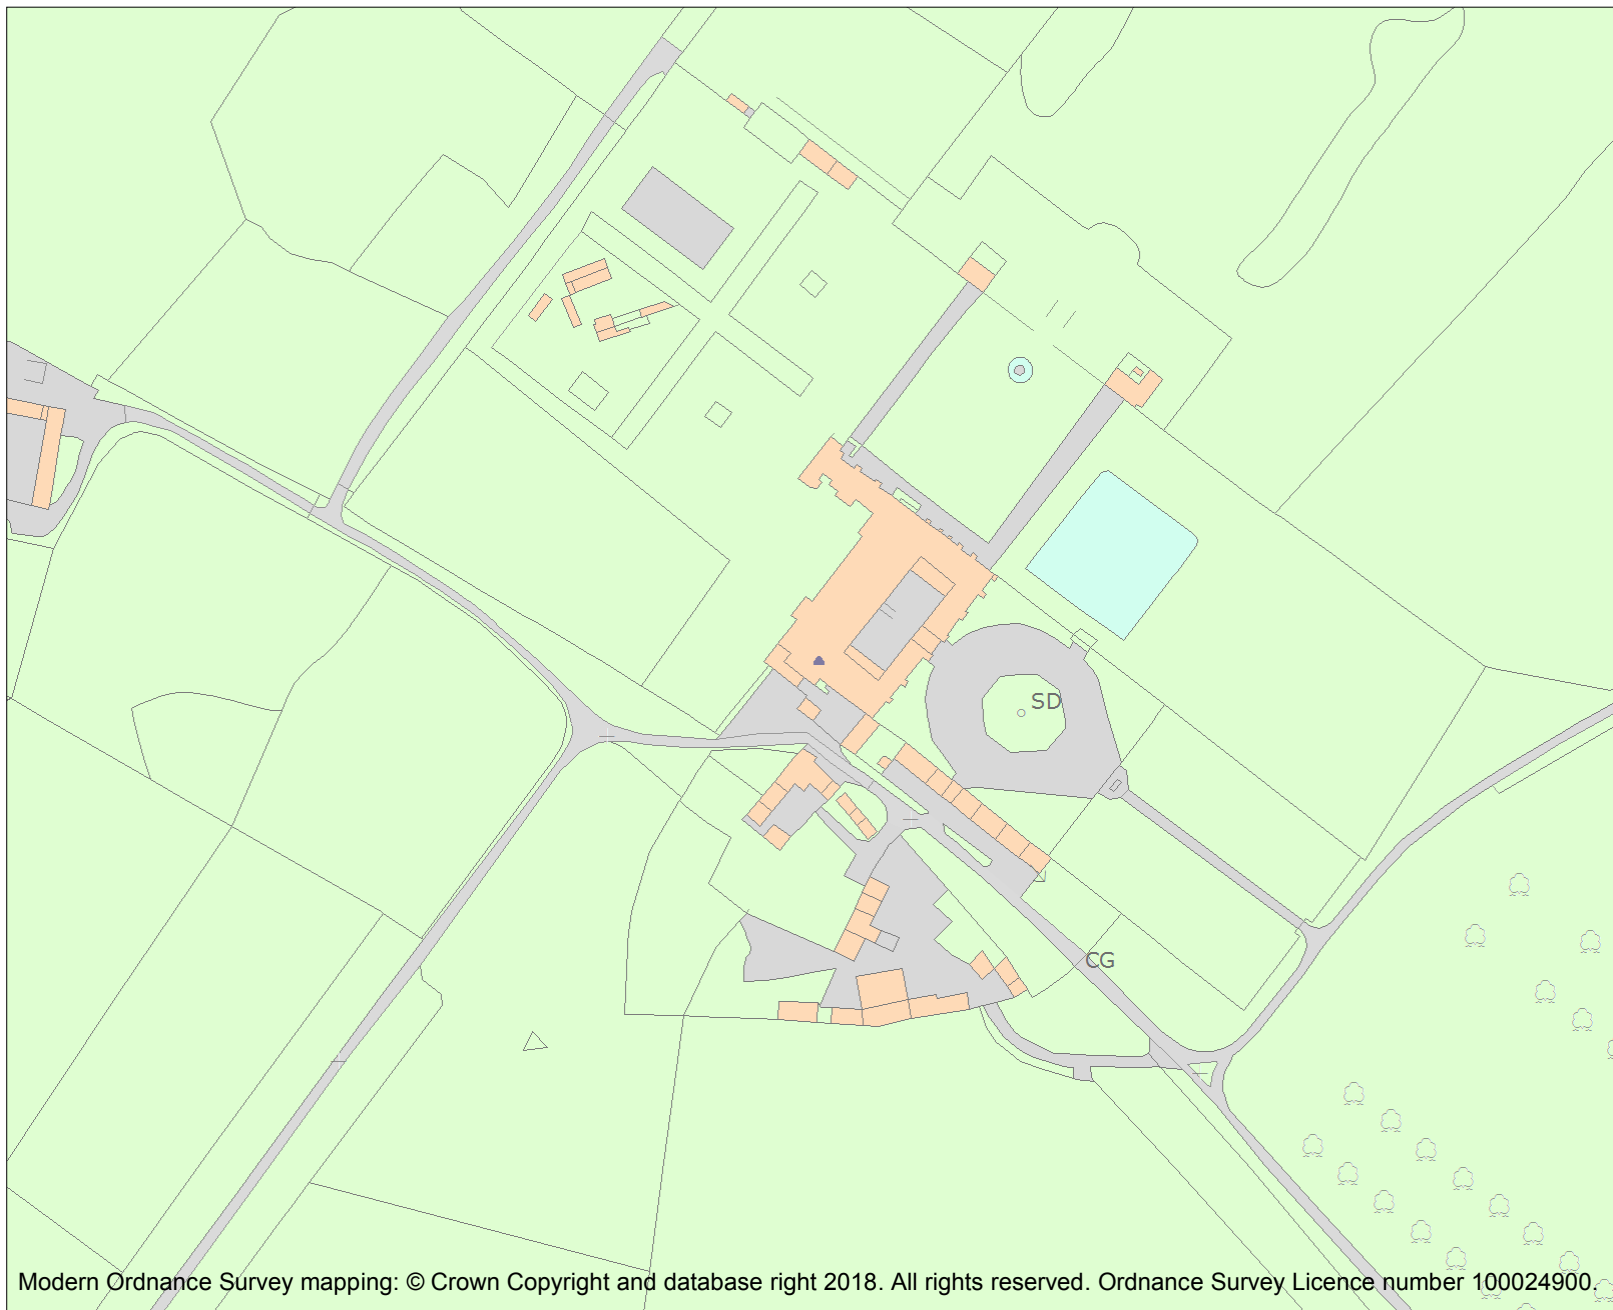 SD
CG
Modern Ordnance Survey mapping: © Crown Copyright and database right 2018. All rights reserved. Ordnance Survey Licence number 100024900.